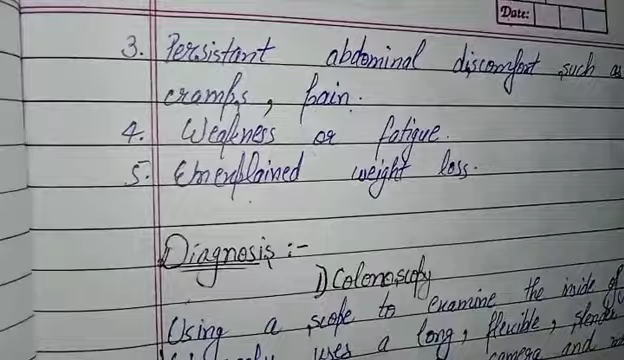 Date:
3. Persistant abdominal discomfort such as
cramps, pain.
4. Weakness or fatigue.
5. Unexplained weight loss.
Diagnosis :-
1) Colonoscopy
Using a scope to examine the inside of
uses a long, flexible, slender
camera and